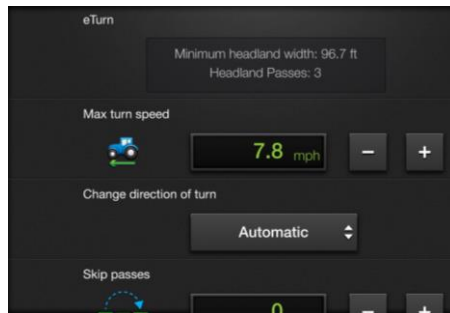 eTurn
Minimum headland width: 96.7 ft
Headland Passes: 3
Max turn speed
7.8 mph
−
+
Change direction of turn
Automatic
Skip passes
0
−
+